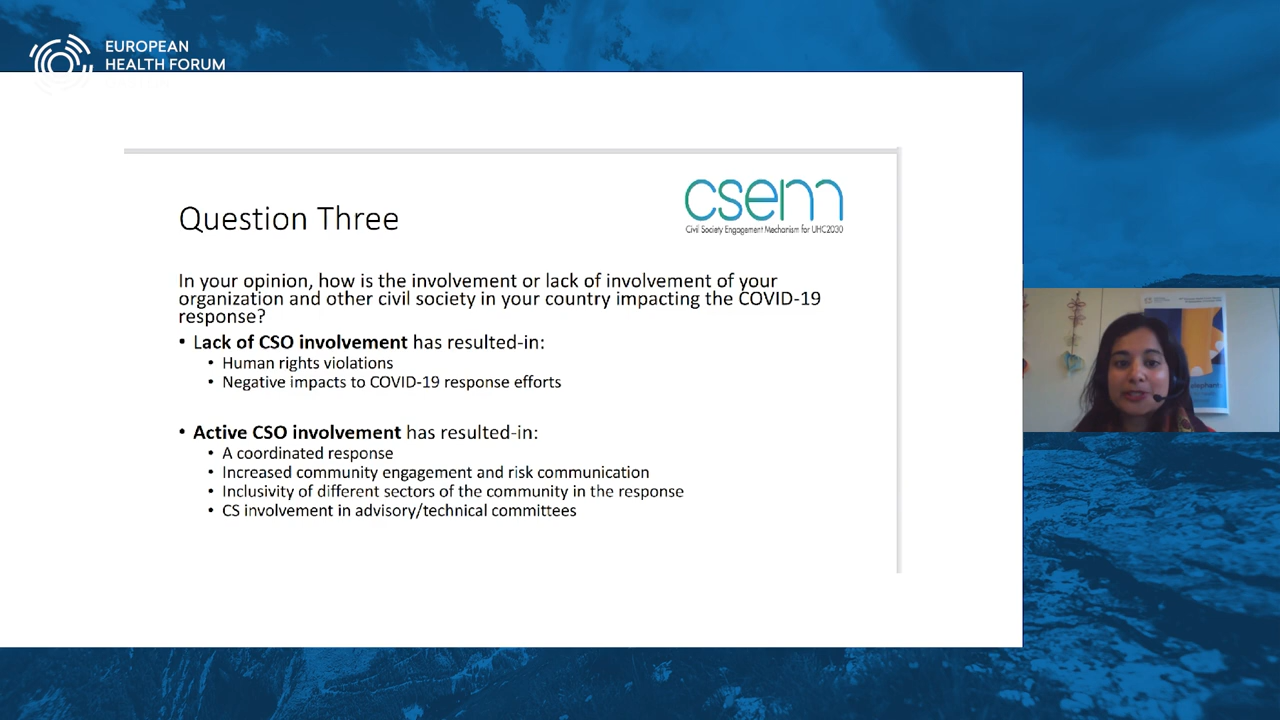 EUROPEAN
HEALTH FORUM
csem
Civil Society Engagement Mechanism for UHC2030
Question Three
In your opinion, how is the involvement or lack of involvement of your
organization and other civil society in your country impacting the COVID-19
response?
• Lack of CSO involvement has resulted-in:
• Human rights violations
• Negative impacts to COVID-19 response efforts
• Active CSO involvement has resulted-in:
• A coordinated response
• Increased community engagement and risk communication
• Inclusivity of different sectors of the community in the response
• CS involvement in advisory/technical committees